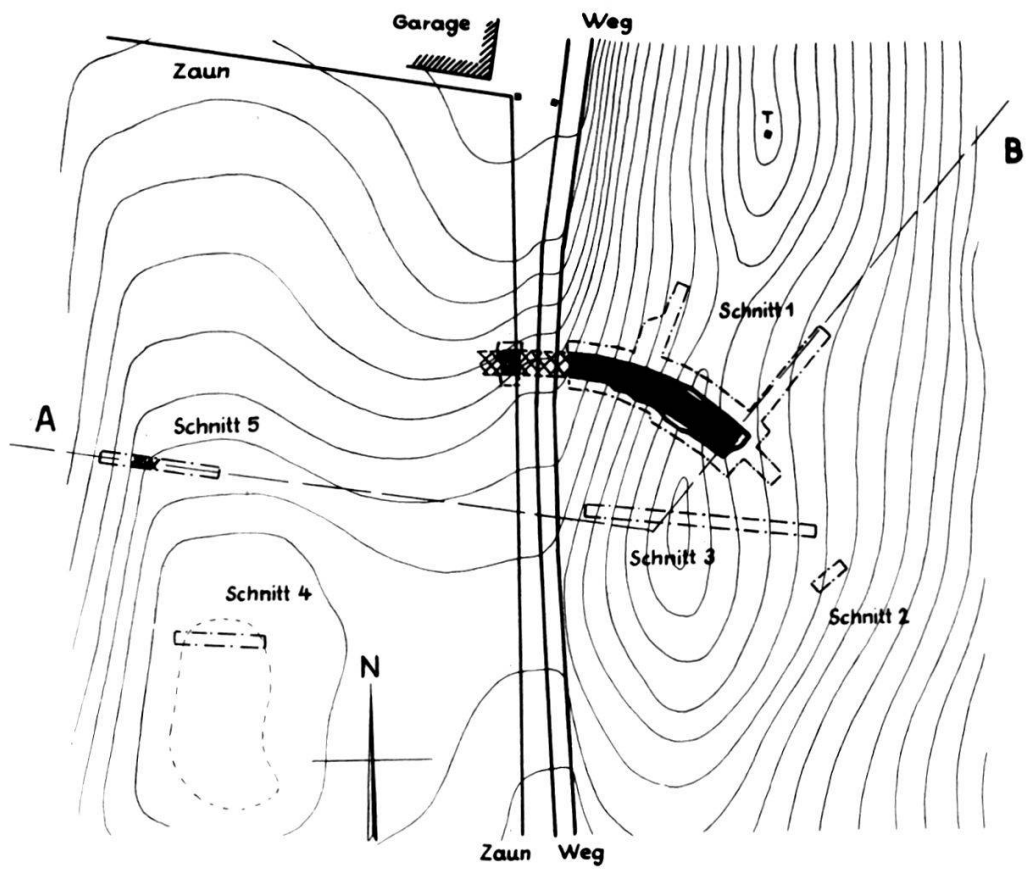 Garage
Weg
Zaun
T
B
Schnitt 1
A
Schnitt 5
Schnitt 3
Schnitt 4
Schnitt 2
N
Zaun
Weg